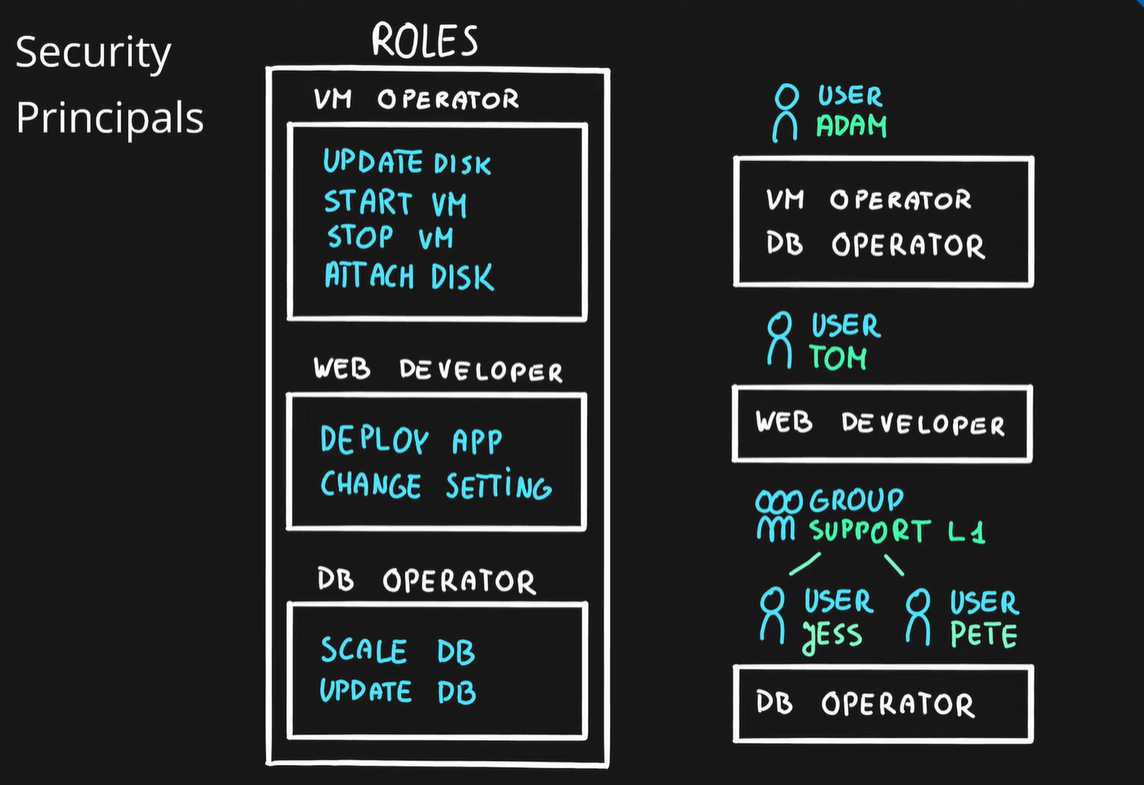 Security
Principals
ROLES
VM OPERATOR
UPDATE DISK
START VM
STOP VM
ATTACH DISK
WEB DEVELOPER
DEPLOY APP
CHANGE SETTING
DB OPERATOR
SCALE DB
UPDATE DB
USER
ADAM
VM OPERATOR
DB OPERATOR
USER
TOM
WEB DEVELOPER
GROUP
SUPPORT L1
USER
JESS
USER
PETE
DB OPERATOR